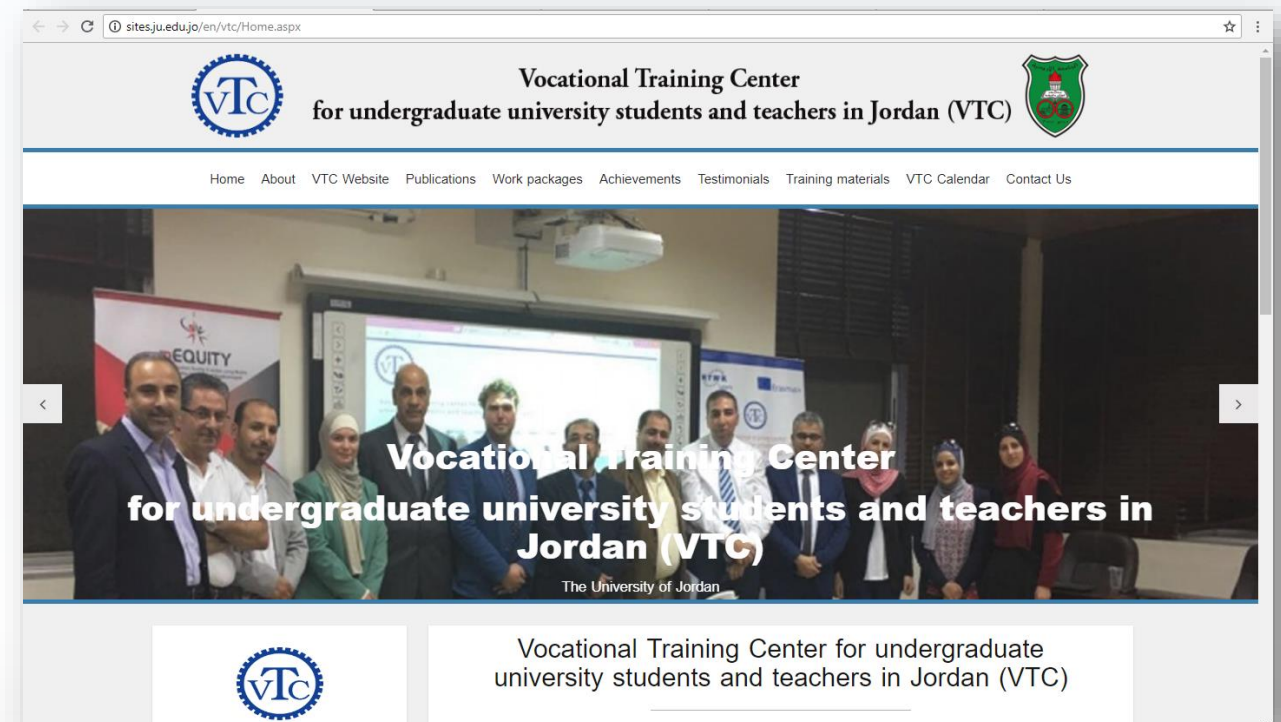 sites.ju.edu.jo/en/vtc/Home.aspx
VTC
Vocational Training Center
for undergraduate university students and teachers in Jordan (VTC)
Home About VTC Website Publications Work packages Achievements Testimonials Training materials VTC Calendar Contact Us
EQUITY
VTC
Erasmus+
VTC
Vocational Training Center
for undergraduate university students and teachers in
Jordan (VTC)
The University of Jordan
VTC
Vocational Training Center for undergraduate
university students and teachers in Jordan (VTC)